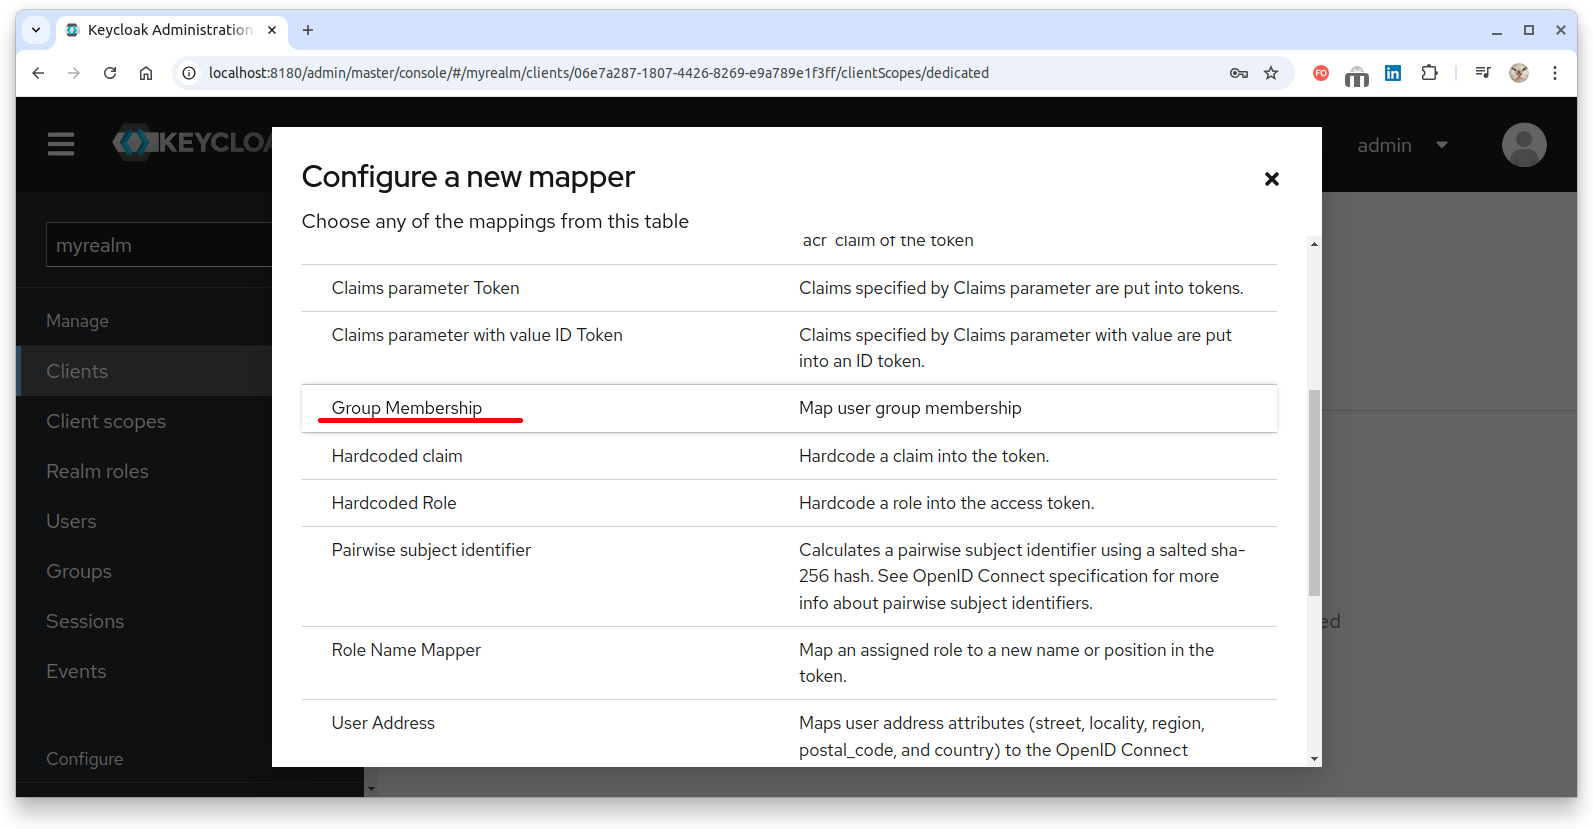 Keycloak Administration
localhost:8180/admin/master/console/#/myrealm/clients/06e7a287-1807-4426-8269-e9a789e1f3ff/clientScopes/dedicated
FO
in
KEYCLOA
admin
myrealm
Manage
Clients
Client scopes
Realm roles
Users
Groups
Sessions
Events
Configure
Configure a new mapper
Choose any of the mappings from this table
acr claim of the token
Claims parameter Token
Claims specified by Claims parameter are put into tokens.
Claims parameter with value ID Token
Claims specified by Claims parameter with value are put
into an ID token.
Group Membership
Map user group membership
Hardcoded claim
Hardcode a claim into the token.
Hardcoded Role
Hardcode a role into the access token.
Pairwise subject identifier
Calculates a pairwise subject identifier using a salted sha-
256 hash. See OpenID Connect specification for more
info about pairwise subject identifiers.
Role Name Mapper
Map an assigned role to a new name or position in the
token.
User Address
Maps user address attributes (street, locality, region,
postal_code, and country) to the OpenID Connect
ed